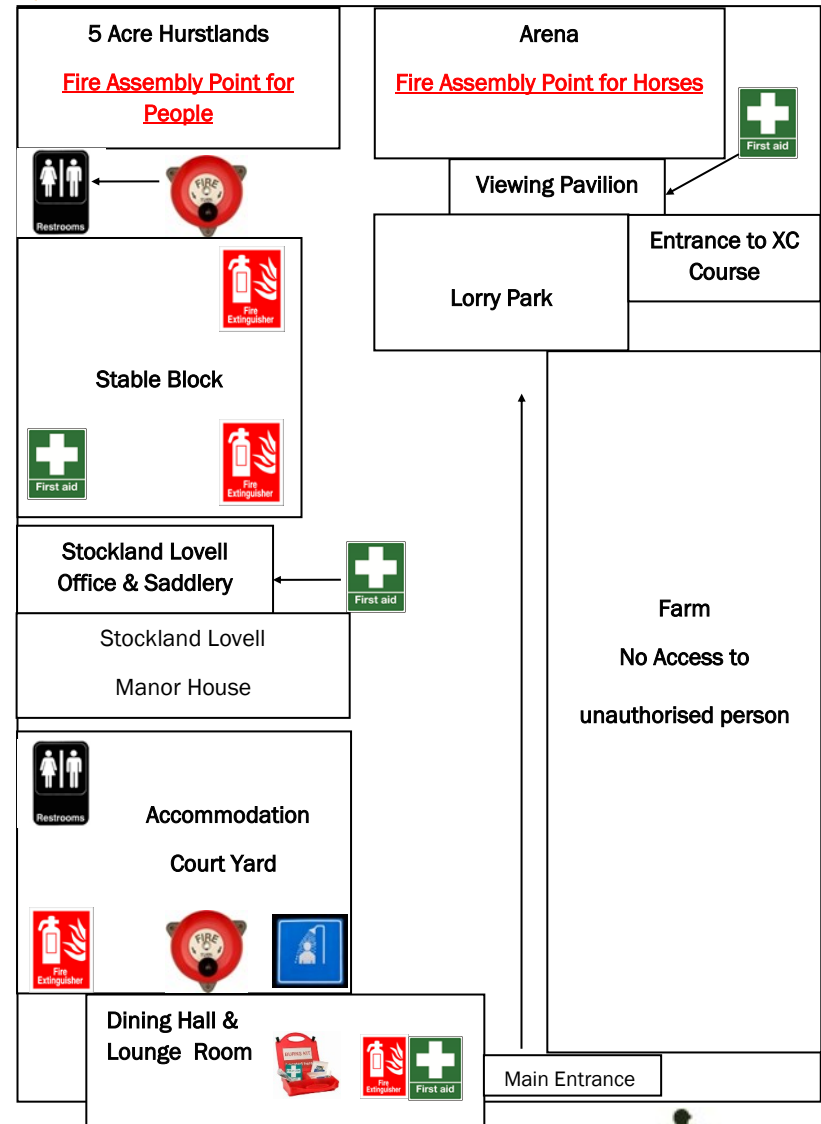 5 Acre Hurstlands
Fire Assembly Point for
People
Arena
Fire Assembly Point for Horses
First aid
Viewing Pavilion
Restrooms
FIRE
Entrance to XC
Course
Lorry Park
Fire
Extinguisher
Stable Block
First aid
Fire
Extinguisher
Stockland Lovell
Office & Saddlery
First aid
Stockland Lovell
Manor House
Farm
No Access to
unauthorised person
Restrooms
Accommodation
Court Yard
Fire
Extinguisher
FIRE
Dining Hall &
Lounge Room
BURNS KIT
Fire
Extinguisher
First aid
Main Entrance